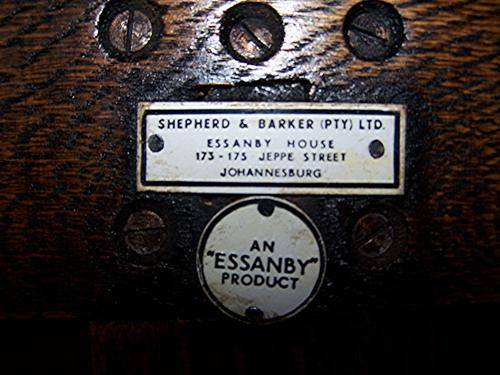 SHEPHERD & BARKER (PTY) LTD.
ESSANBY HOUSE
173-175 JEPPE STREET
JOHANNESBURG
AN
"ESSANBY"
PRODUCT